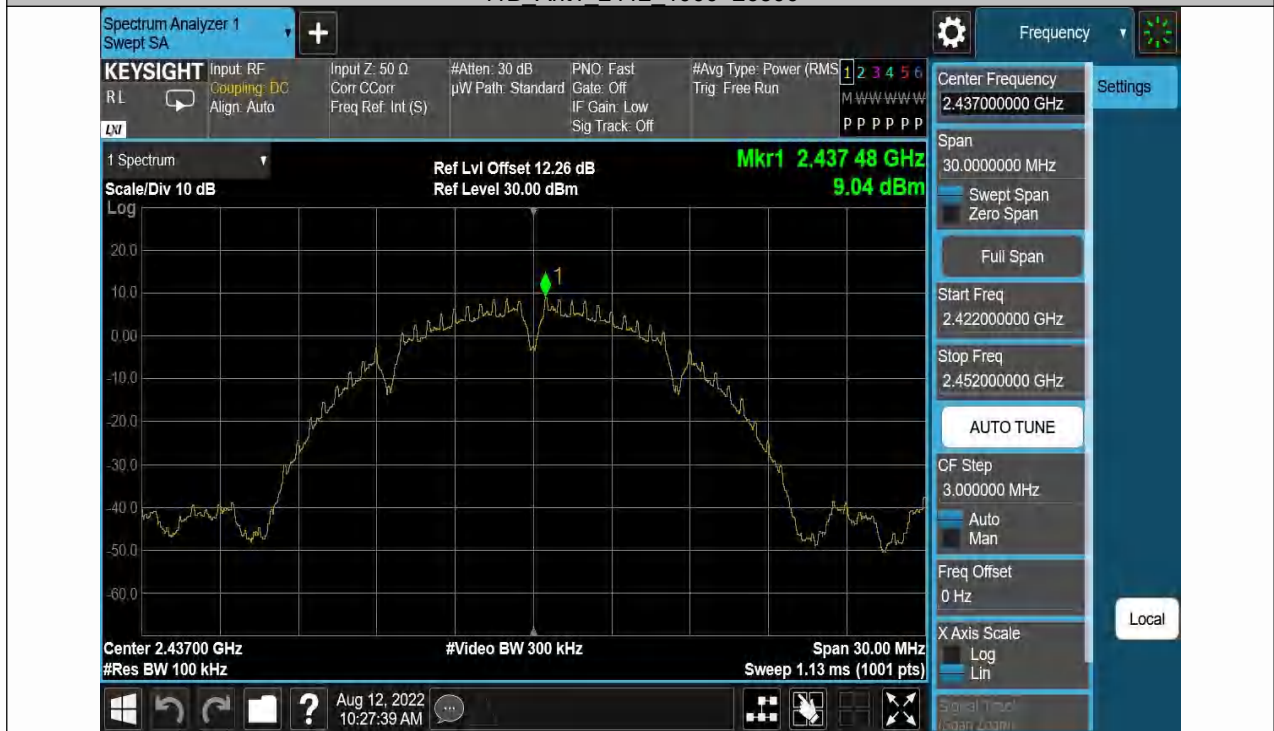 Spectrum Analyzer 1
Swept SA
Frequency
KEYSIGHT
R L
LXI
Input: RF
Coupling: DC
Align: Auto
Input Z: 50 Ω
Corr CCorr
Freq Ref: Int (S)
#Atten: 30 dB
µW Path: Standard
PNO: Fast
Gate: Off
IF Gain: Low
Sig Track: Off
#Avg Type: Power (RMS
Trig: Free Run
1 2 3 4 5 6
M W W W W W
P P P P P P
Center Frequency
2.437000000 GHz
Settings
Span
30.0000000 MHz
Swept Span
Zero Span
Full Span
Start Freq
2.422000000 GHz
Stop Freq
2.452000000 GHz
AUTO TUNE
CF Step
3.000000 MHz
Auto
Man
Freq Offset
0 Hz
X Axis Scale
Log
Lin
Local
1 Spectrum
Scale/Div 10 dB
Log
Ref Lvl Offset 12.26 dB
Ref Level 30.00 dBm
Mkr1 2.437 48 GHz
9.04 dBm
1
20.0
10.0
0.00
-10.0
-20.0
-30.0
-40.0
-50.0
-60.0
Center 2.43700 GHz
#Res BW 100 kHz
#Video BW 300 kHz
Span 30.00 MHz
Sweep 1.13 ms (1001 pts)
?
Aug 12, 2022
10:27:39 AM